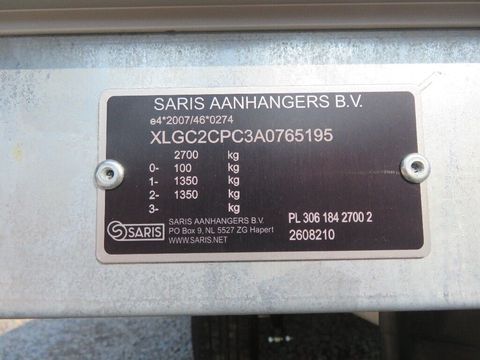 SARIS AANHANGERS B.V.
e4*2007/46*0274
XLGC2CPC3A0765195
2700 kg
0- 100 kg
1- 1350 kg
2- 1350 kg
3- kg
SARIS
SARIS AANHANGERS B.V.
PO Box 9, NL 5527 ZG Hapert
WWW.SARIS.NET
PL 306 184 2700 2
2608210